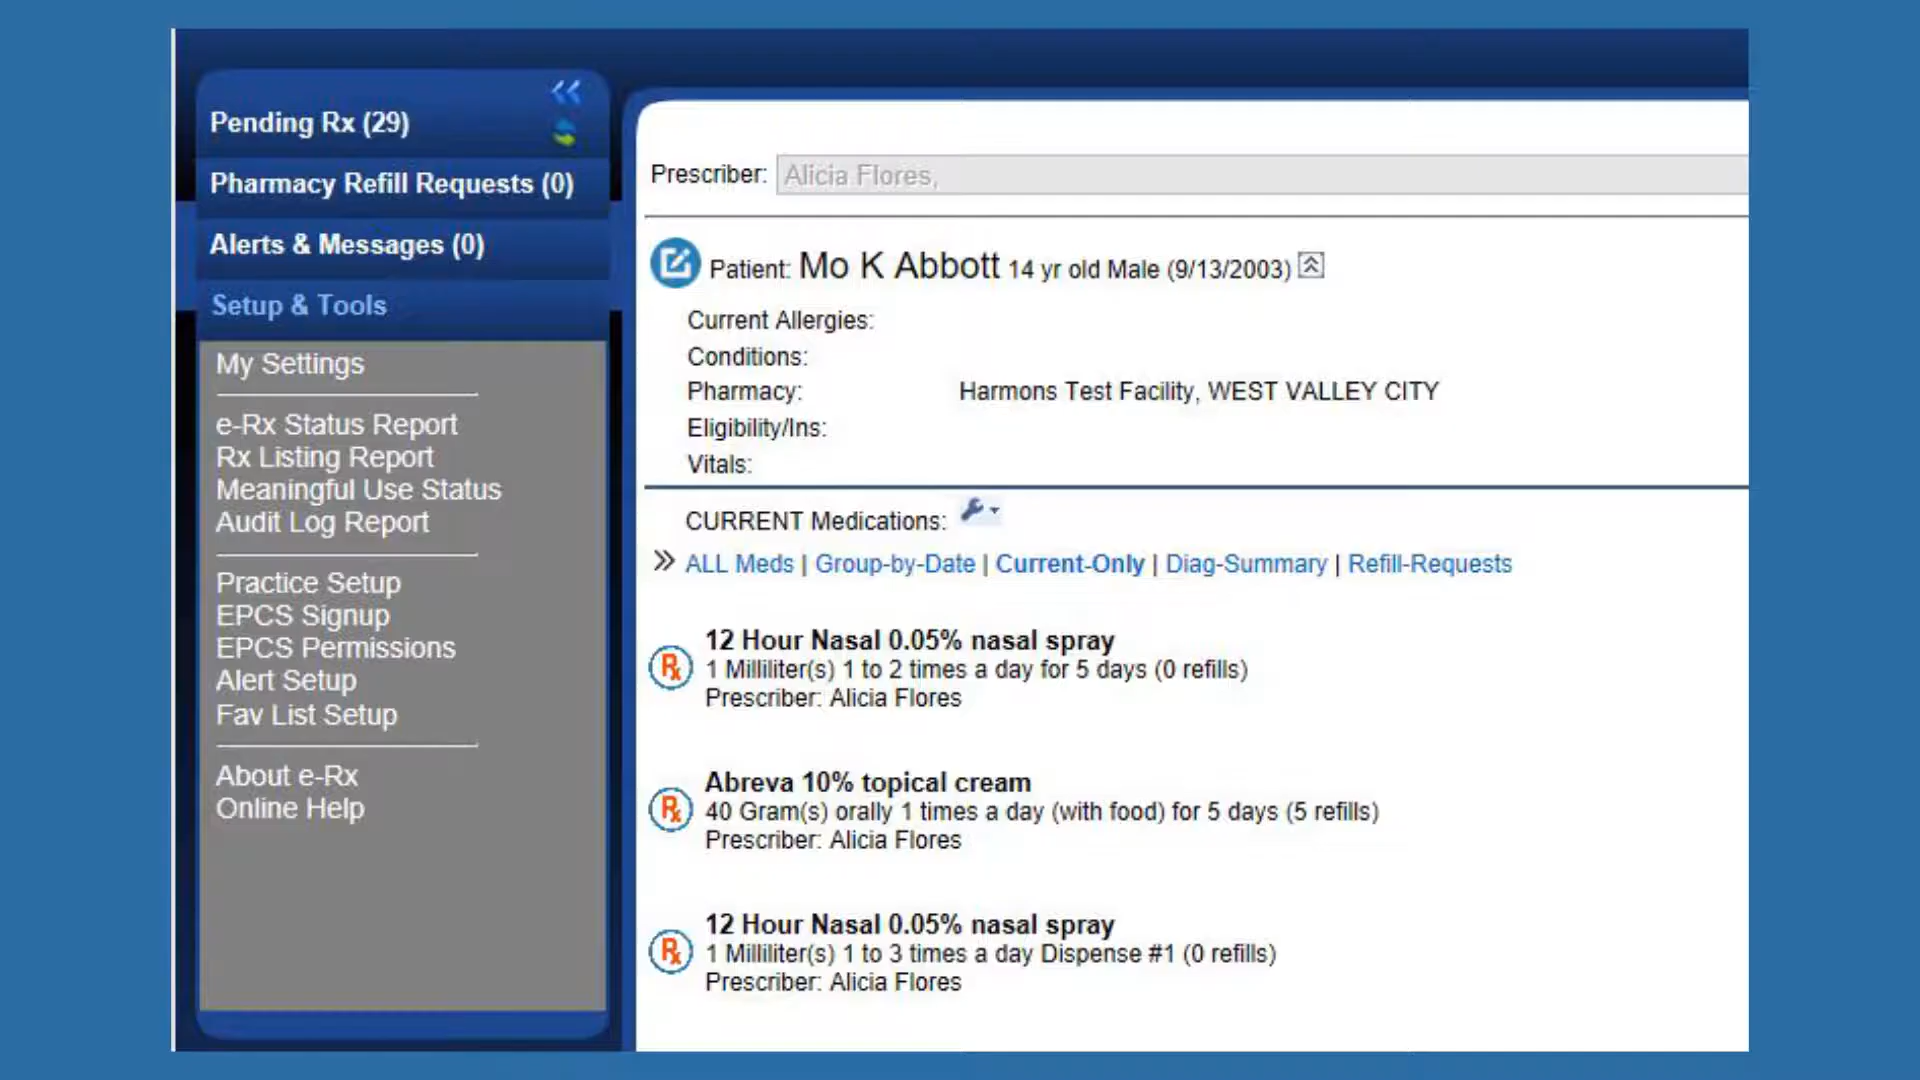 Pending Rx (29)
Pharmacy Refill Requests (0)
Alerts & Messages (0)
Setup & Tools
My Settings
e-Rx Status Report
Rx Listing Report
Meaningful Use Status
Audit Log Report
Practice Setup
EPCS Signup
EPCS Permissions
Alert Setup
Fav List Setup
About e-Rx
Online Help
Prescriber: Alicia Flores,
Patient: Mo K Abbott 14 yr old Male (9/13/2003)
Current Allergies:
Conditions:
Pharmacy: Harmons Test Facility, WEST VALLEY CITY
Eligibility/Ins:
Vitals:
CURRENT Medications:
ALL Meds | Group-by-Date | Current-Only | Diag-Summary | Refill-Requests
12 Hour Nasal 0.05% nasal spray
Rx 1 Milliliter(s) 1 to 2 times a day for 5 days (0 refills)
Prescriber: Alicia Flores
Abreva 10% topical cream
Rx 40 Gram(s) orally 1 times a day (with food) for 5 days (5 refills)
Prescriber: Alicia Flores
12 Hour Nasal 0.05% nasal spray
Rx 1 Milliliter(s) 1 to 3 times a day Dispense #1 (0 refills)
Prescriber: Alicia Flores